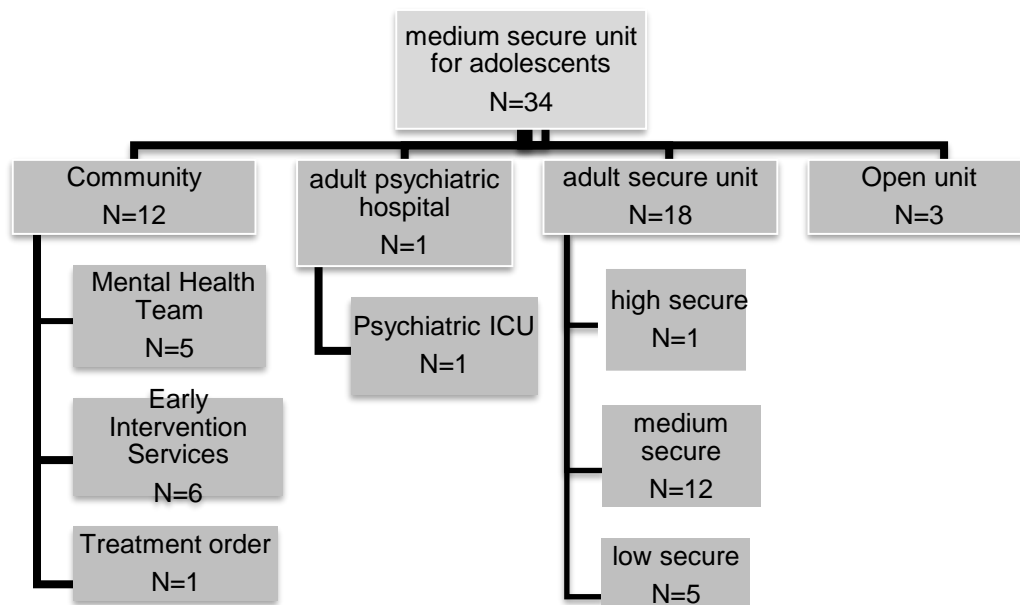 medium secure unit
for adolescents
N=34
Community
N=12
adult psychiatric
hospital
N=1
adult secure unit
N=18
Open unit
N=3
Mental Health
Team
N=5
Early
Intervention
Services
N=6
Treatment order
N=1
Psychiatric ICU
N=1
high secure
N=1
medium
secure
N=12
low secure
N=5